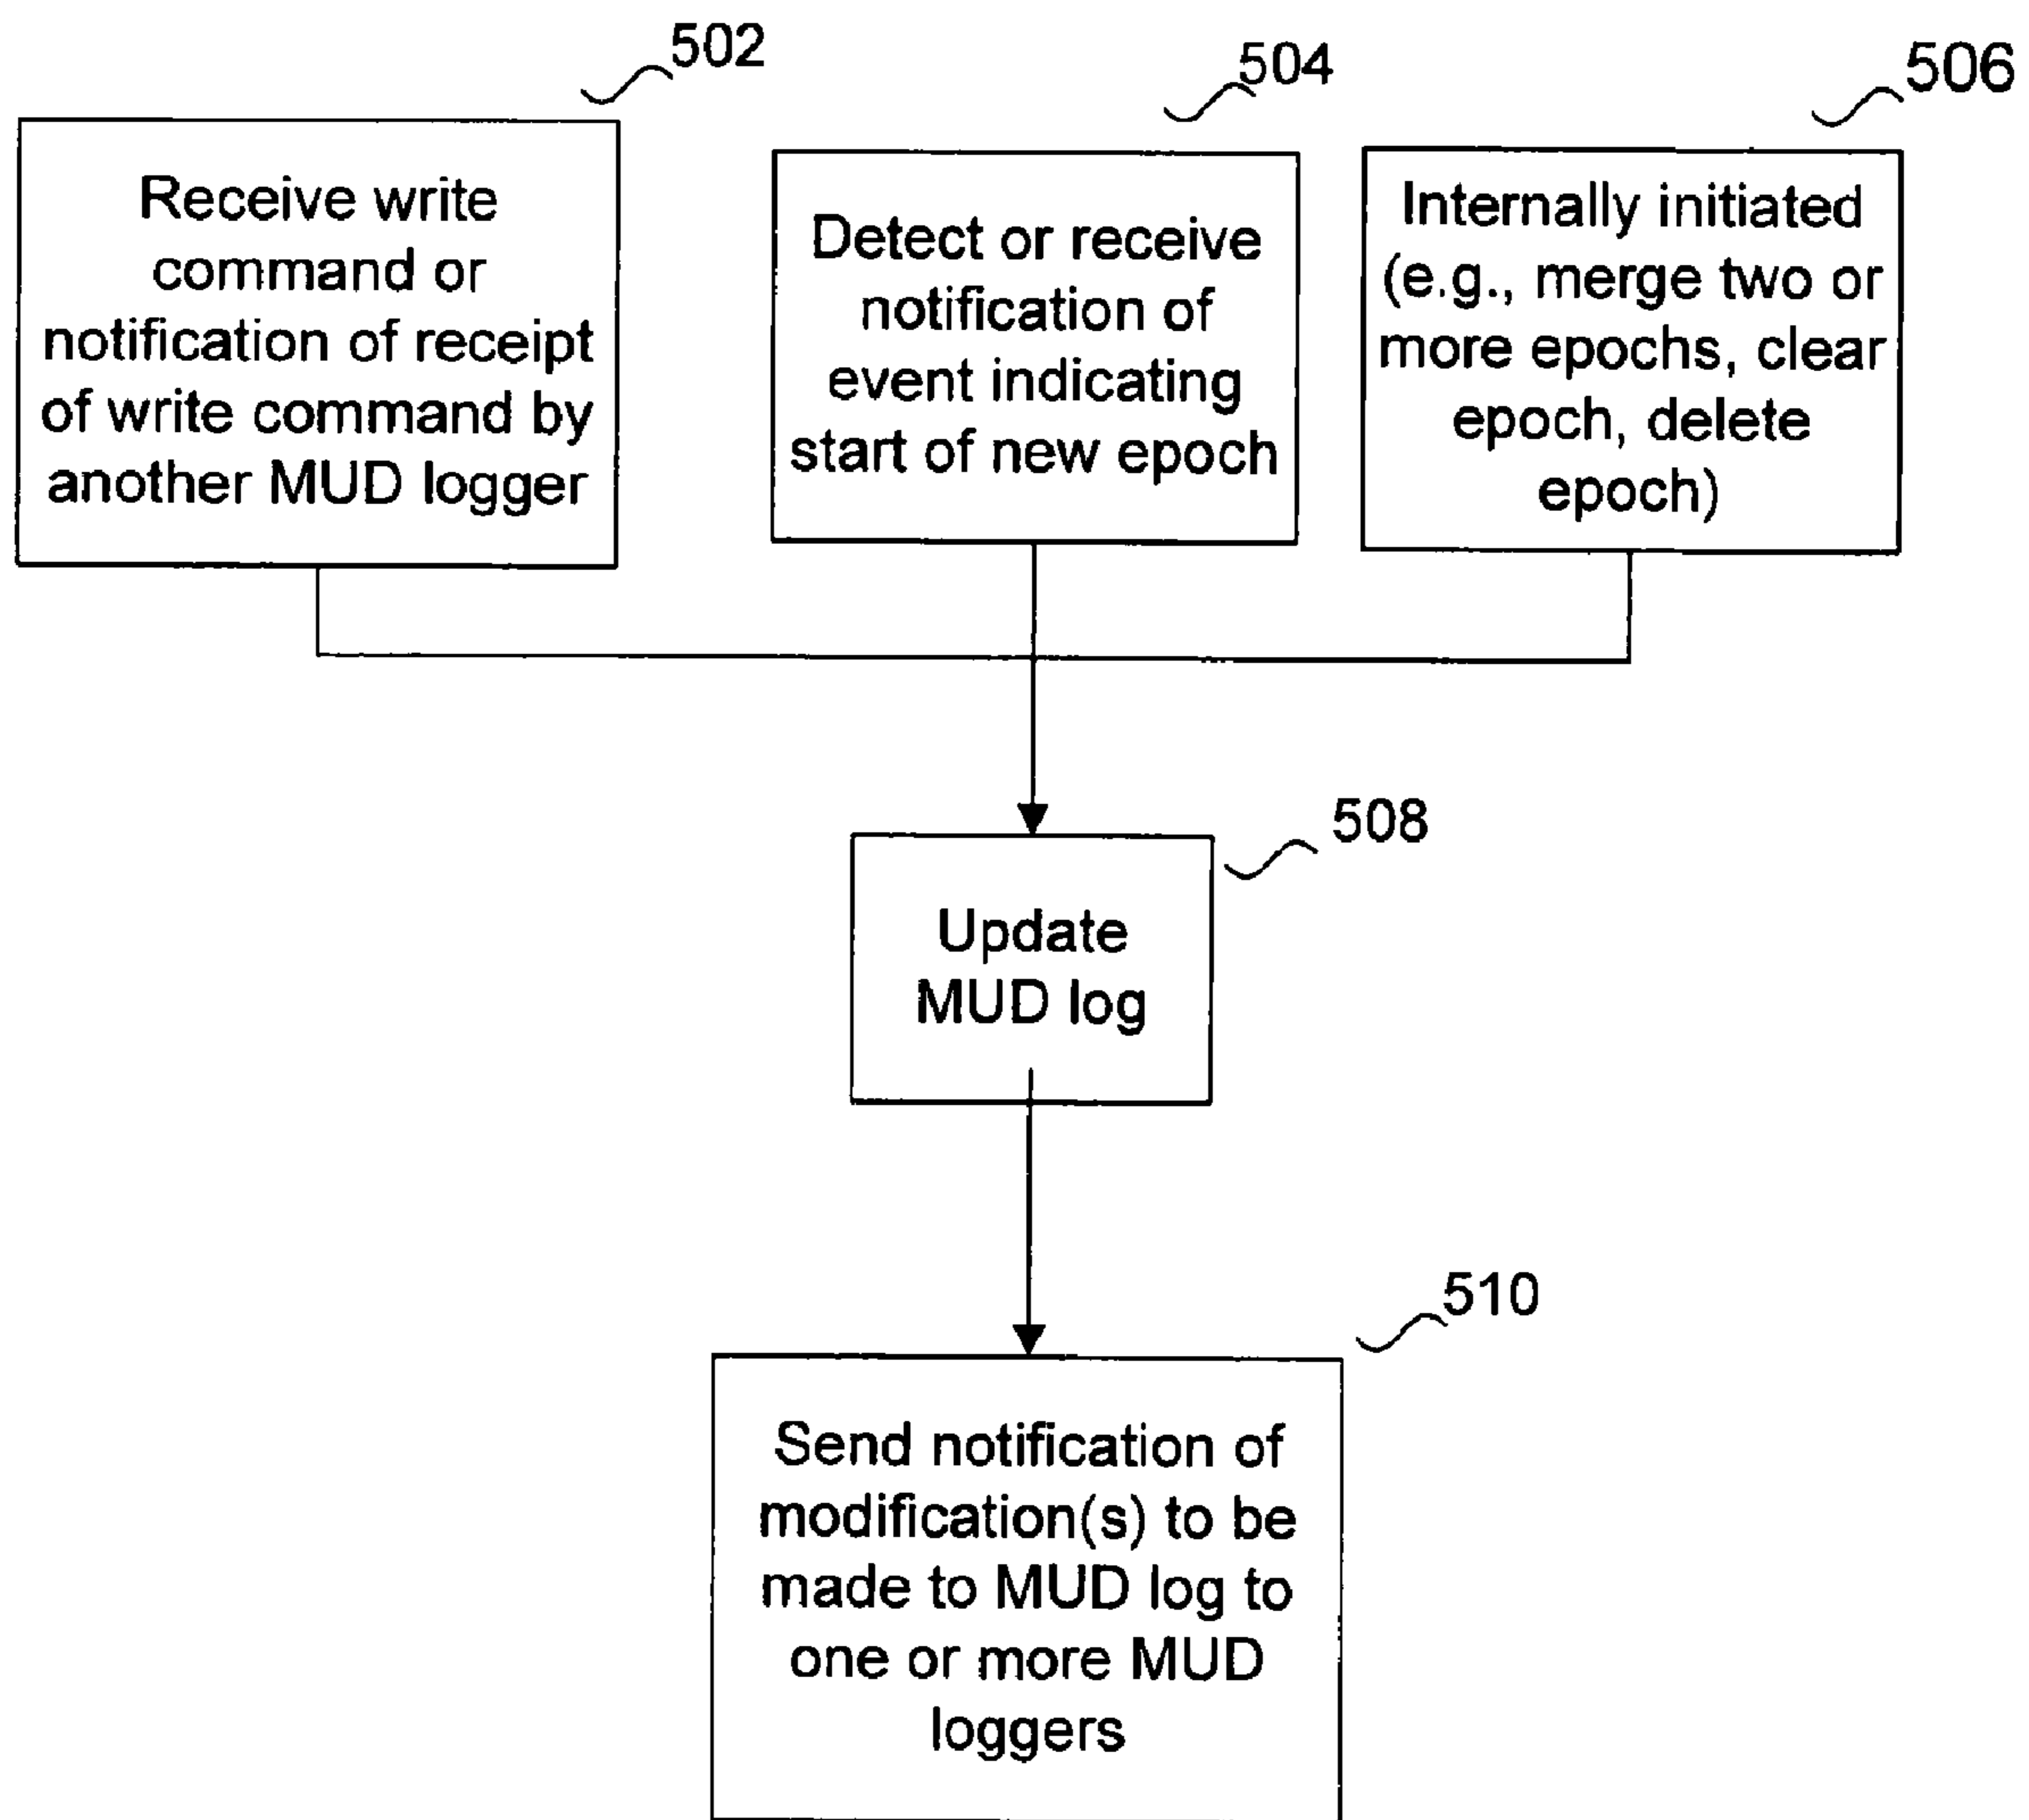 502
Receive write
command or
notification of receipt
of write command by
another MUD logger
504
Detect or receive
notification of
event indicating
start of new epoch
506
Internally initiated
(e.g., merge two or
more epochs, clear
epoch, delete
epoch)
508
Update
MUD log
510
Send notification of
modification(s) to be
made to MUD log to
one or more MUD
loggers